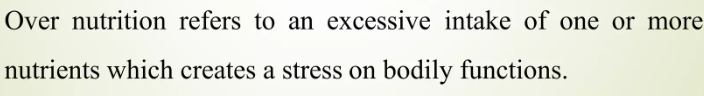 Over nutrition refers to an excessive intake of one or more
nutrients which creates a stress on bodily functions.